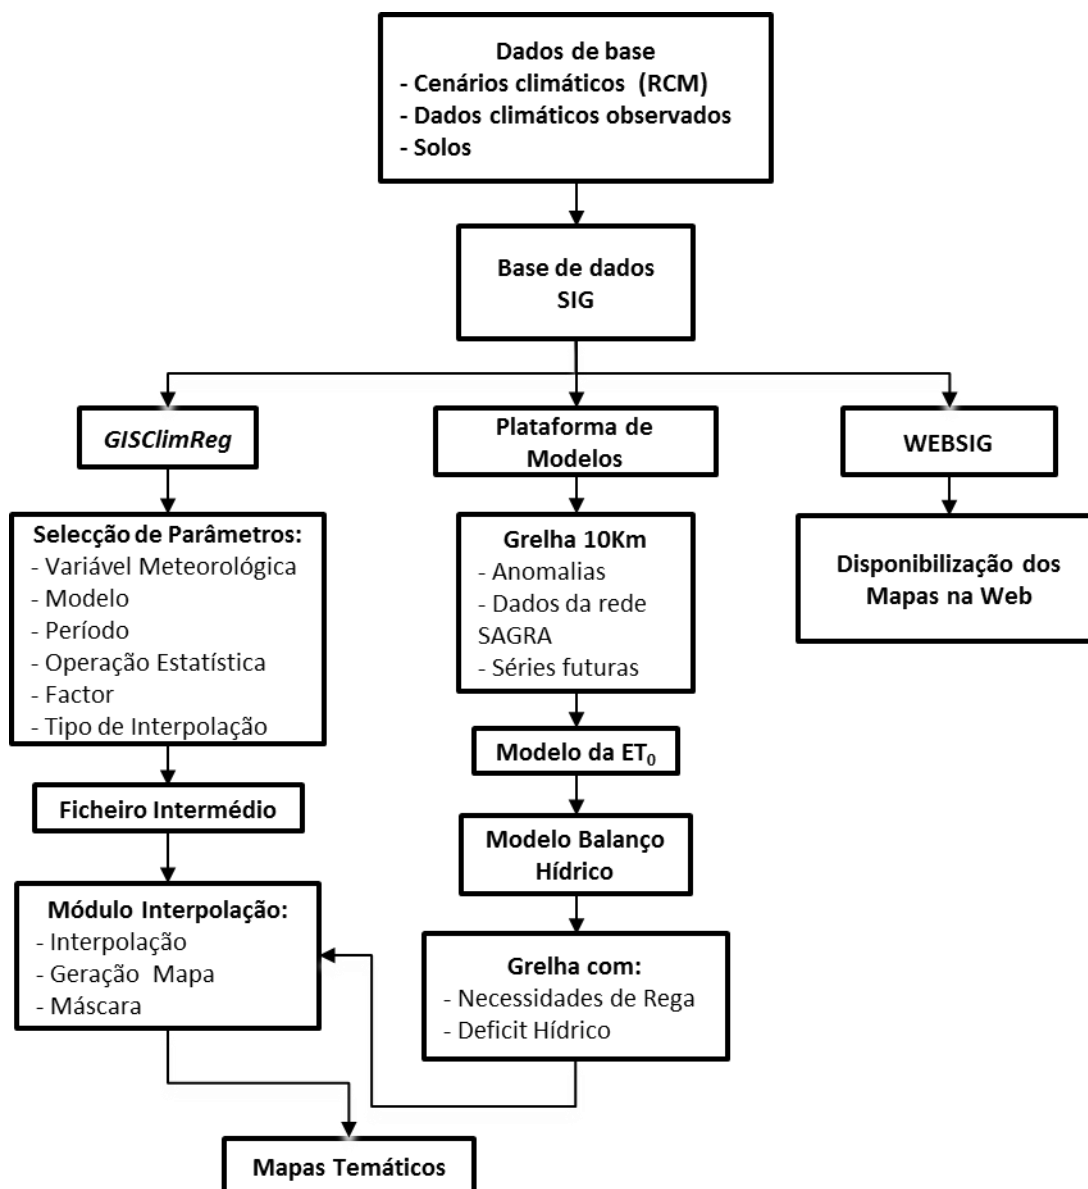 Dados de base
- Cenários climáticos (RCM)
- Dados climáticos observados
- Solos
Base de dados
SIG
GISClimReg
Selecção de Parâmetros:
- Variável Meteorológica
- Modelo
- Período
- Operação Estatística
- Factor
- Tipo de Interpolação
Ficheiro Intermédio
Módulo Interpolação:
- Interpolação
- Geração Mapa
- Máscara
Plataforma de
Modelos
Grelha 10Km
- Anomalias
- Dados da rede
SAGRA
- Séries futuras
Modelo da ET₀
Modelo Balanço
Hídrico
Grelha com:
- Necessidades de Rega
- Deficit Hídrico
WEBSIG
Disponibilização dos
Mapas na Web
Mapas Temáticos